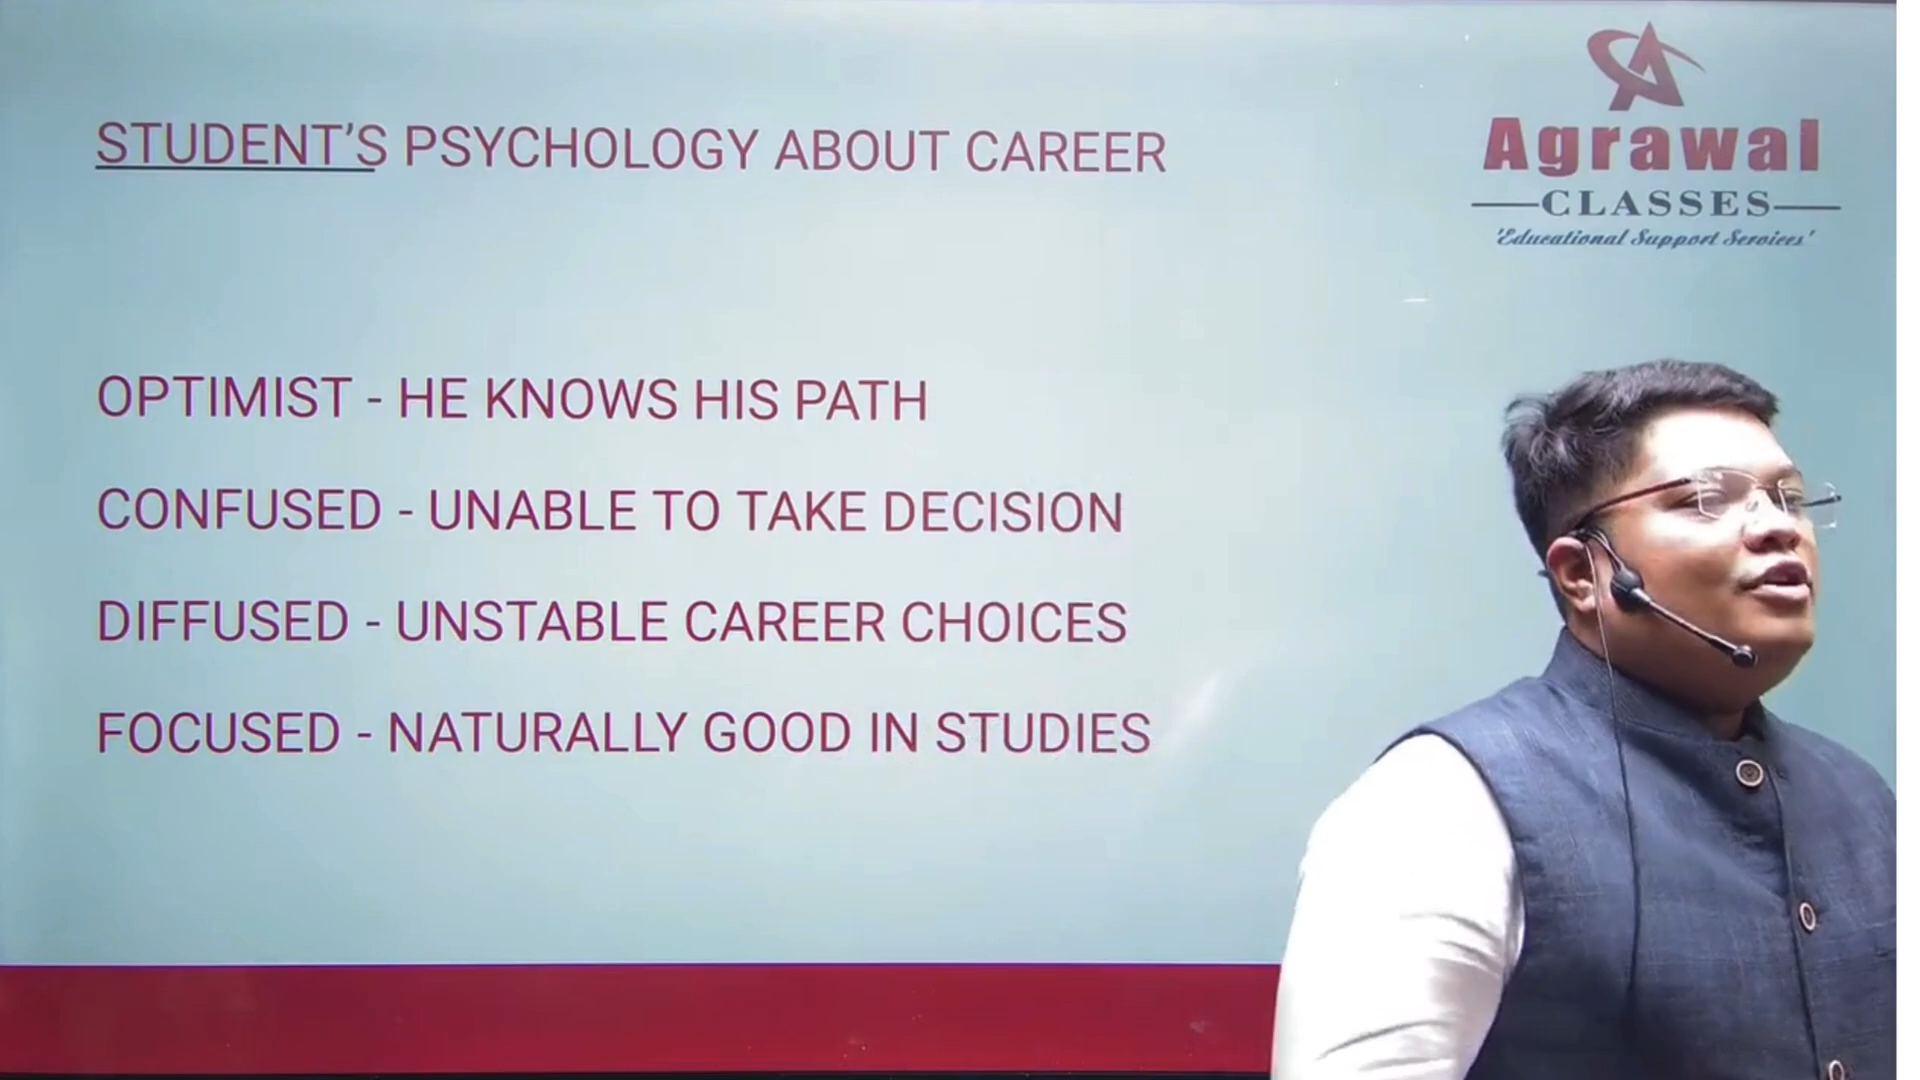 STUDENT'S PSYCHOLOGY ABOUT CAREER
Agrawal
CLASSES
'Educational Support Services'
OPTIMIST - HE KNOWS HIS PATH
CONFUSED - UNABLE TO TAKE DECISION
DIFFUSED - UNSTABLE CAREER CHOICES
FOCUSED - NATURALLY GOOD IN STUDIES